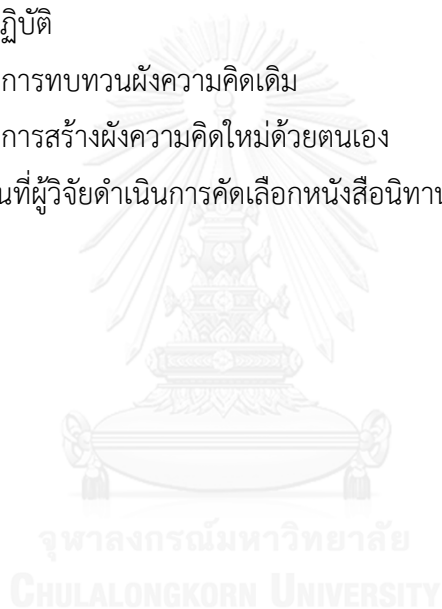 ฏิบัติ
การทบทวนผังความคิดเดิม
การสร้างผังความคิดใหม่ด้วยตนเอง
นที่ผู้วิจัยดำเนินการคัดเลือกหนังสือนิทาน
จุฬาลงกรณ์มหาวิทยาลัย
CHULALONGKORN UNIVERSITY